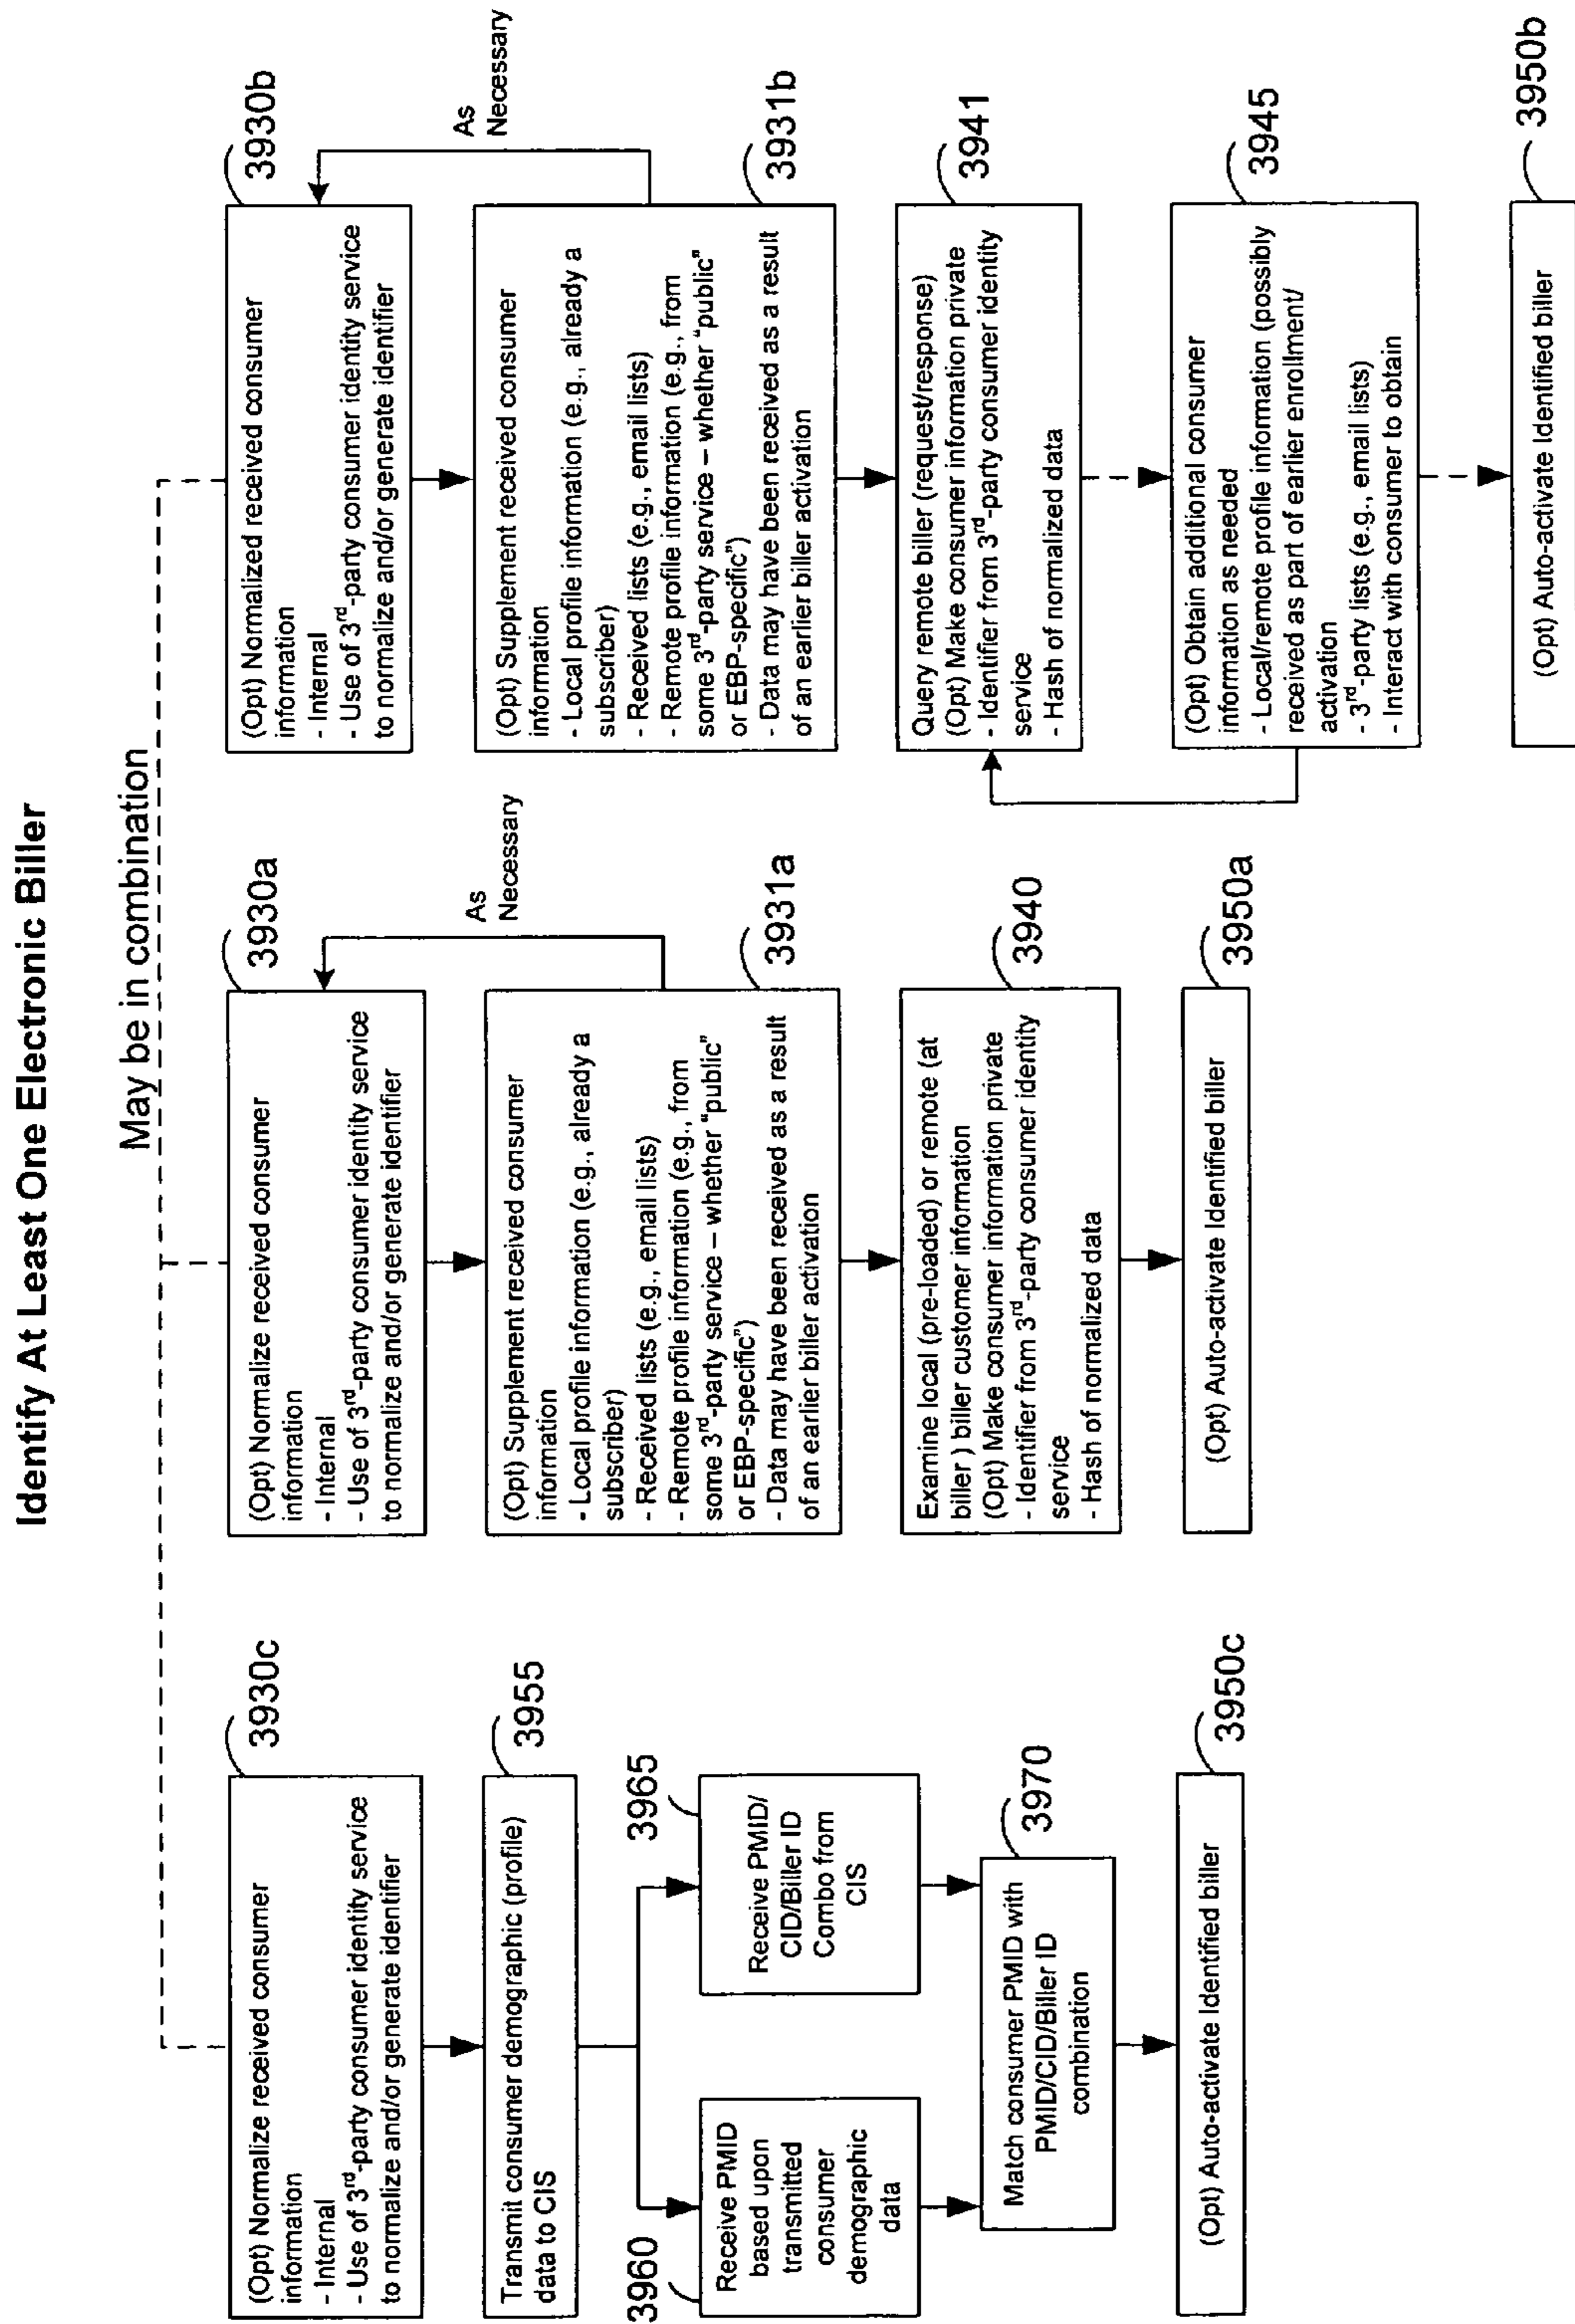 Identify At Least One Electronic Biller
May be in combination
3930c
(Opt) Normalize received consumer
information
- Internal
- Use of 3rd-party consumer identity service
to normalize and/or generate identifier
3955
Transmit consumer demographic (profile)
data to CIS
3960
Receive PMID
based upon
transmitted
consumer
demographic
data
3965
Receive PMID/
CID/Biller ID
Combo from
CIS
3970
Match consumer PMID with
PMID/CID/Biller ID
combination
3950c
(Opt) Auto-activate Identified biller
3930a
(Opt) Normalize received consumer
information
- Internal
- Use of 3rd-party consumer identity service
to normalize and/or generate identifier
As
Necessary
3931a
(Opt) Supplement received consumer
information
- Local profile information (e.g., already a
subscriber)
- Received lists (e.g., email lists)
- Remote profile information (e.g., from
some 3rd-party service – whether “public”
or EBP-specific”)
- Data may have been received as a result
of an earlier biller activation
3940
Examine local (pre-loaded) or remote (at
biller ) biller customer information
(Opt) Make consumer information private
- Identifier from 3rd-party consumer identity
service
- Hash of normalized data
3950a
(Opt) Auto-activate Identified biller
3930b
(Opt) Normalized received consumer
information
- Internal
- Use of 3rd-party consumer identity service
to normalize and/or generate identifier
As
Necessary
3931b
(Opt) Supplement received consumer
information
- Local profile information (e.g., already a
subscriber)
- Received lists (e.g., email lists)
- Remote profile information (e.g., from
some 3rd-party service – whether “public”
or EBP-specific”)
- Data may have been received as a result
of an earlier biller activation
3941
Query remote biller (request/response)
(Opt) Make consumer information private
- Identifier from 3rd-party consumer identity
service
- Hash of normalized data
3945
(Opt) Obtain additional consumer
information as needed
- Local/remote profile information (possibly
received as part of earlier enrollment/
activation
- 3rd-party lists (e.g., email lists)
- Interact with consumer to obtain
3950b
(Opt) Auto-activate Identified biller